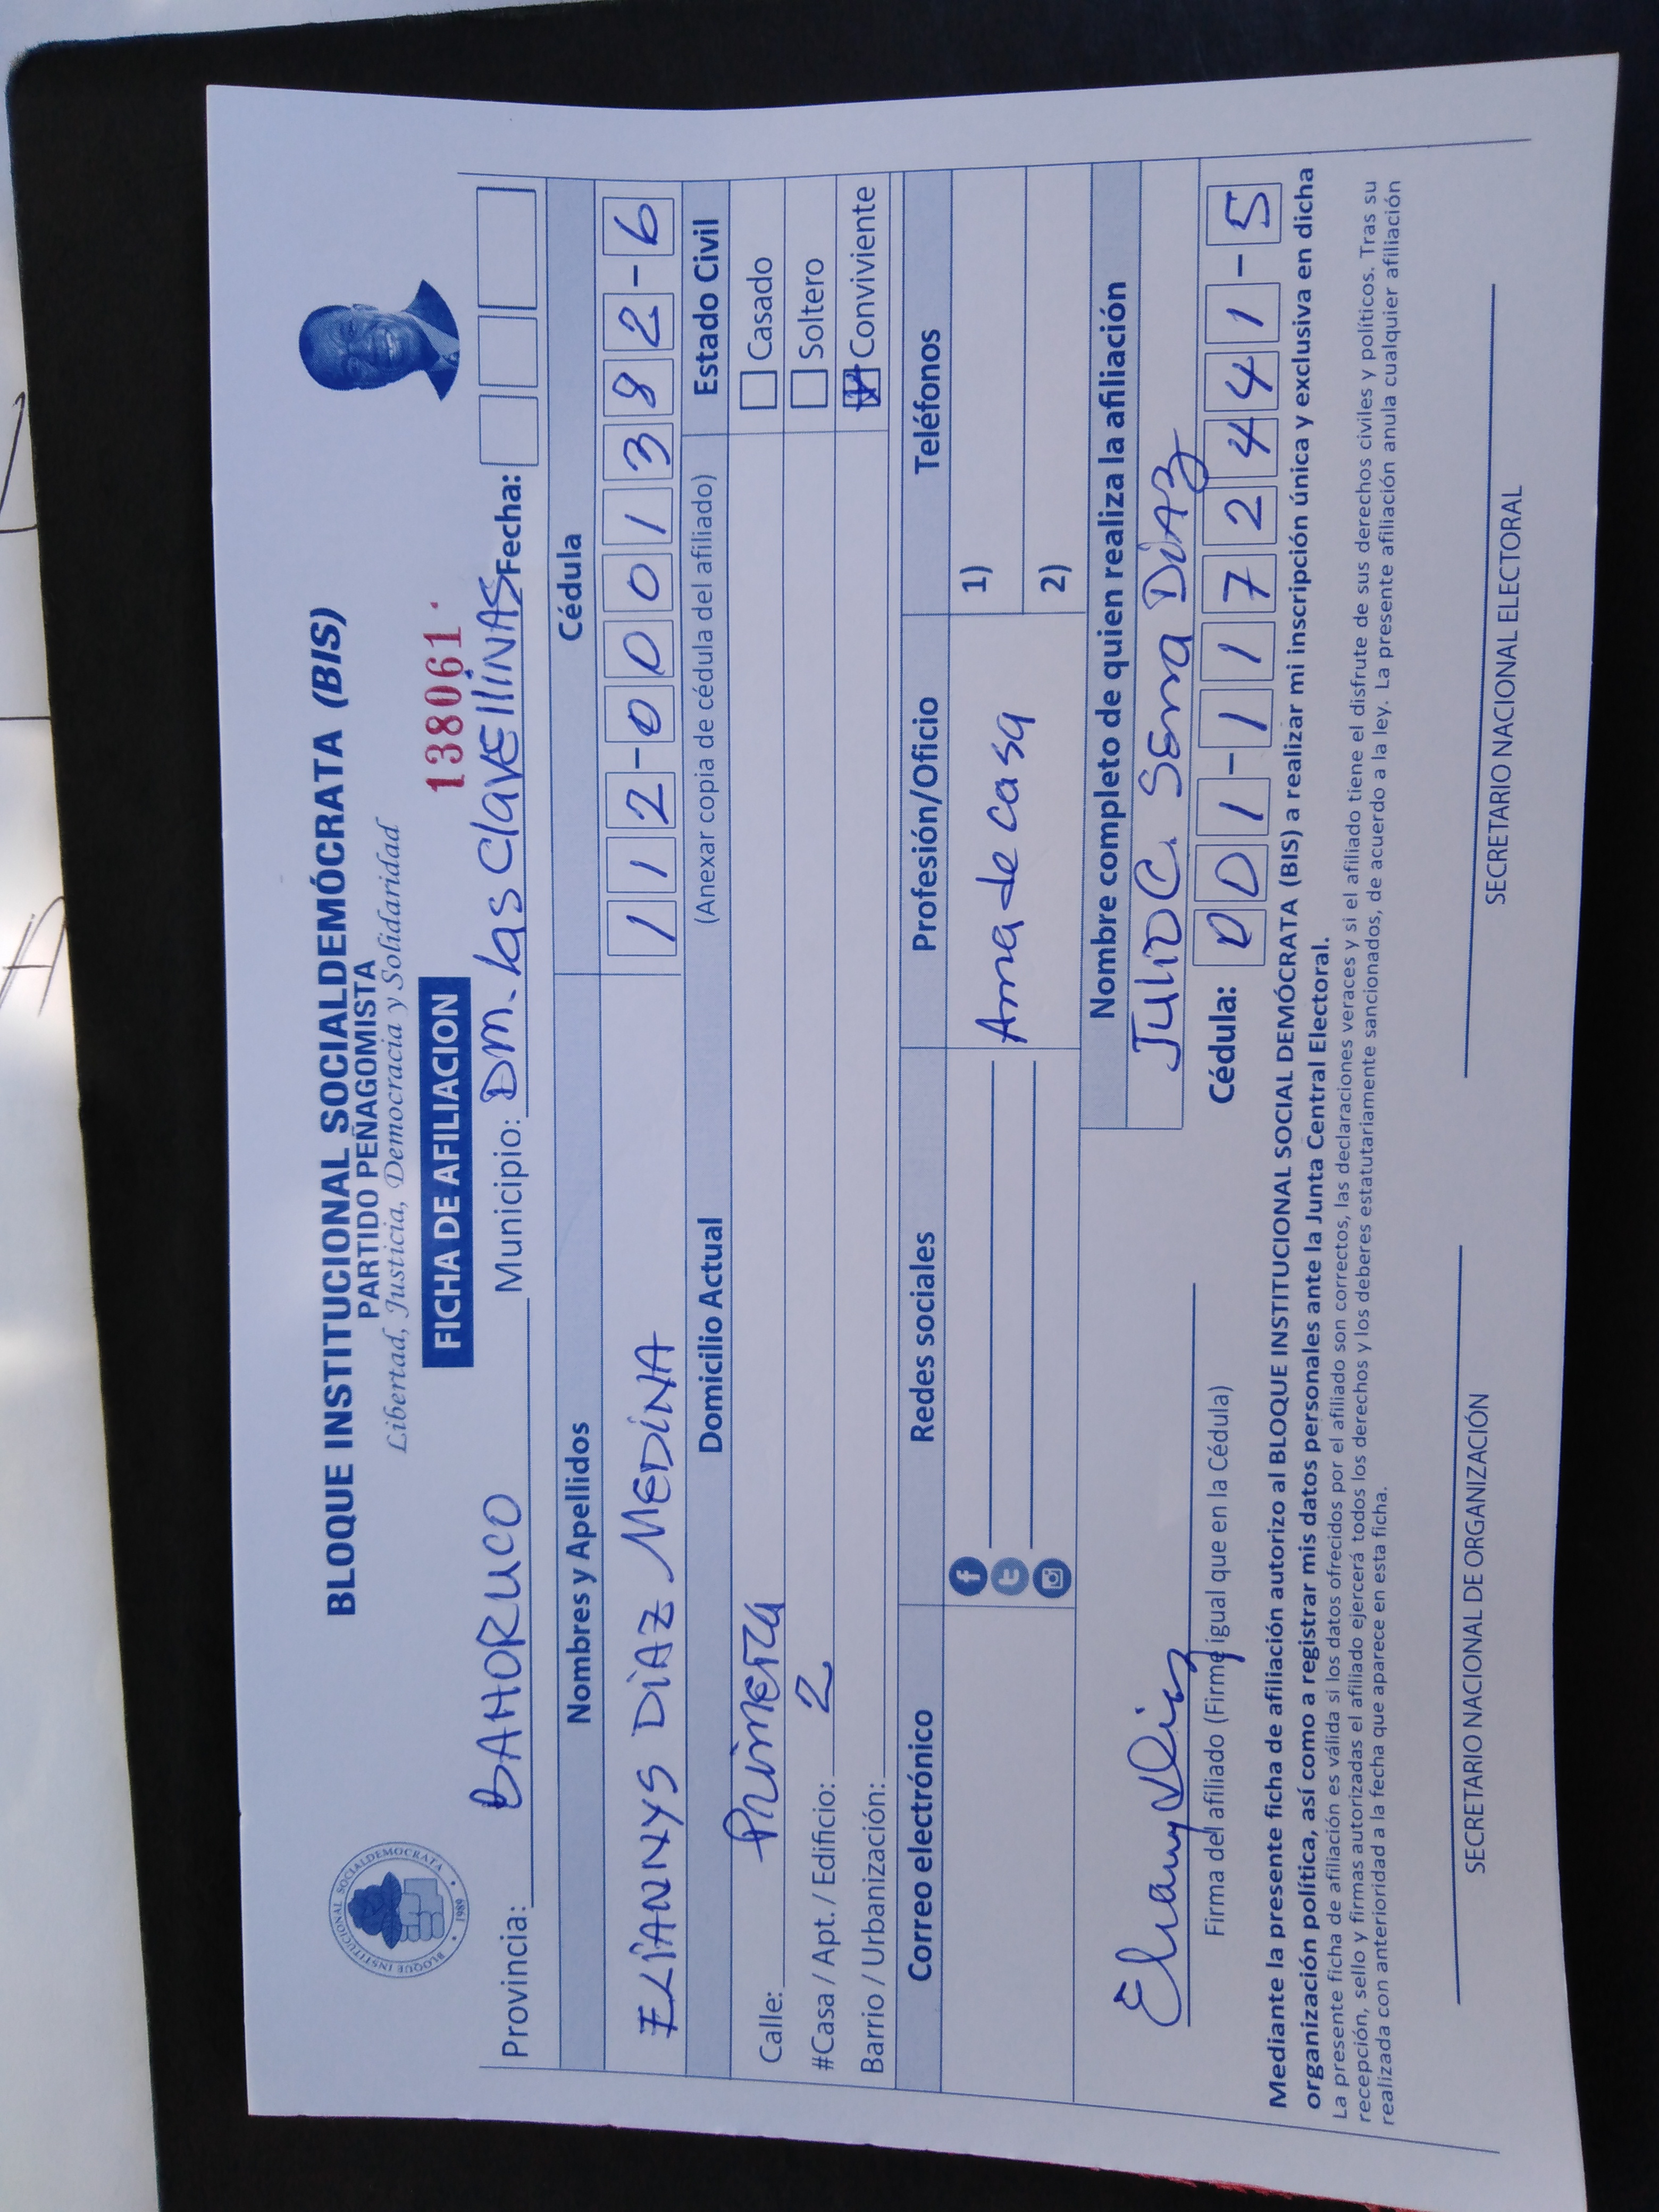 BLOQUE INSTITUCIONAL SOCIALDEMÓCRATA (BIS)
PARTIDO PEÑAGOMISTA
Libertad, Justicia, Democracia y Solidaridad
BLOQUE INSTITUCIONAL SOCIALDEMOCRATA • 1989 •
FICHA DE AFILIACION
138061
Provincia: BAHORUCO Municipio: Dm. las ClavellinAS Fecha:
Nombres y Apellidos Cédula
ELIANNYS DIAZ MEDINA 112-0001382-6
Domicilio Actual (Anexar copia de cédula del afiliado) Estado Civil
Calle: Primera Casado
#Casa / Apt. / Edificio: 2 Soltero
Barrio / Urbanización: Conviviente
Correo electrónico Redes sociales Profesión/Oficio Teléfonos
Ama de casa 1)
2)
Nombre completo de quien realiza la afiliación
Julio C. Sena DiAz
Cédula: 001-1172441-5
Firma del afiliado (Firme igual que en la Cédula)
Mediante la presente ficha de afiliación autorizo al BLOQUE INSTITUCIONAL SOCIAL DEMÓCRATA (BIS) a realizar mi inscripción única y exclusiva en dicha
organización política, así como a registrar mis datos personales ante la Junta Central Electoral.
La presente ficha de afiliación es válida si los datos ofrecidos por el afiliado son correctos, las declaraciones veraces y si el afiliado tiene el disfrute de sus derechos civiles y políticos. Tras su
recepción, sello y firmas autorizadas el afiliado ejercerá todos los derechos y los deberes estatutariamente sancionados, de acuerdo a la ley. La presente afiliación anula cualquier afiliación
realizada con anterioridad a la fecha que aparece en esta ficha.
SECRETARIO NACIONAL DE ORGANIZACIÓN SECRETARIO NACIONAL ELECTORAL